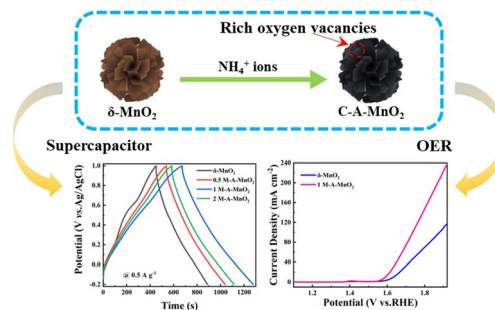 Rich oxygen vacancies
NH₄⁺ ions
δ-MnO₂
C-A-MnO₂
Supercapacitor
OER
Potential (V vs.Ag/AgCl)
1.0
0.8
0.6
0.4
0.2
0.0
-0.2
δ-MnO₂
0.5 M-A-MnO₂
1 M-A-MnO₂
2 M-A-MnO₂
@ 0.5 A g⁻¹
0 200 400 600 800 1000 1200
Time (s)
Current Density (mA cm⁻²)
240
200
160
120
80
40
0
δ-MnO₂
1 M-A-MnO₂
1.2 1.4 1.6 1.8
Potential (V vs.RHE)